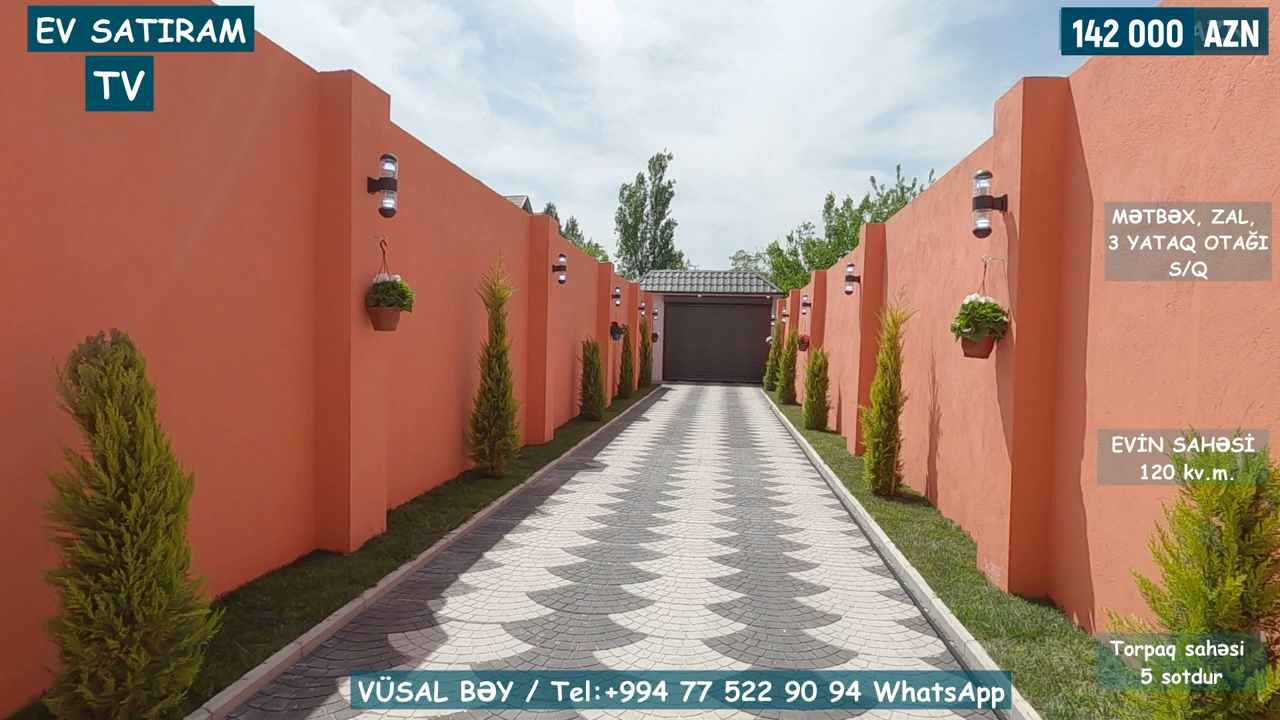 EV SATIRAM
TV
142 000 AZN
MƏTBƏX, ZAL,
3 YATAQ OTAĞI
S/Q
EVİN SAHƏSİ
120 kv.m.
Torpaq sahəsi
5 sotdur
VÜSAL BƏY / Tel:+994 77 522 90 94 WhatsApp